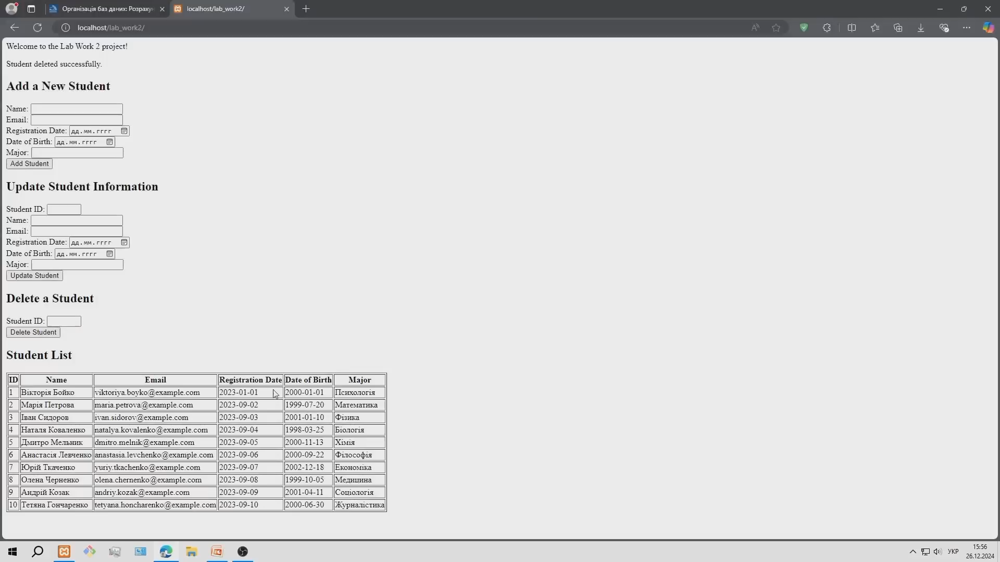 Організація баз даних: Розрахун
localhost/lab_work2/
localhost/lab_work2/
Welcome to the Lab Work 2 project!
Student deleted successfully.
Add a New Student
Name:
Email:
Registration Date: дд.мм.гггг
Date of Birth: дд.мм.гггг
Major:
Add Student
Update Student Information
Student ID:
Name:
Email:
Registration Date: дд.мм.гггг
Date of Birth: дд.мм.гггг
Major:
Update Student
Delete a Student
Student ID:
Delete Student
Student List
ID Name Email Registration Date Date of Birth Major
1 Вікторія Бойко viktoriya.boyko@example.com 2023-01-01 2000-01-01 Психологія
2 Марія Петрова maria.petrova@example.com 2023-09-02 1999-07-20 Математика
3 Іван Сидоров ivan.sidorov@example.com 2023-09-03 2001-01-10 Фізика
4 Наталя Коваленко natalya.kovalenko@example.com 2023-09-04 1998-03-25 Біологія
5 Дмитро Мельник dmitro.melnik@example.com 2023-09-05 2000-11-13 Хімія
6 Анастасія Левченко anastasia.levchenko@example.com 2023-09-06 2000-09-22 Філософія
7 Юрій Ткаченко yuriy.tkachenko@example.com 2023-09-07 2002-12-18 Економіка
8 Олена Черненко olena.chernenko@example.com 2023-09-08 1999-10-05 Медицина
9 Андрій Козак andriy.kozak@example.com 2023-09-09 2001-04-11 Соціологія
10 Тетяна Гончаренко tetyana.honcharenko@example.com 2023-09-10 2000-06-30 Журналістика
УКР
15:56
26.12.2024